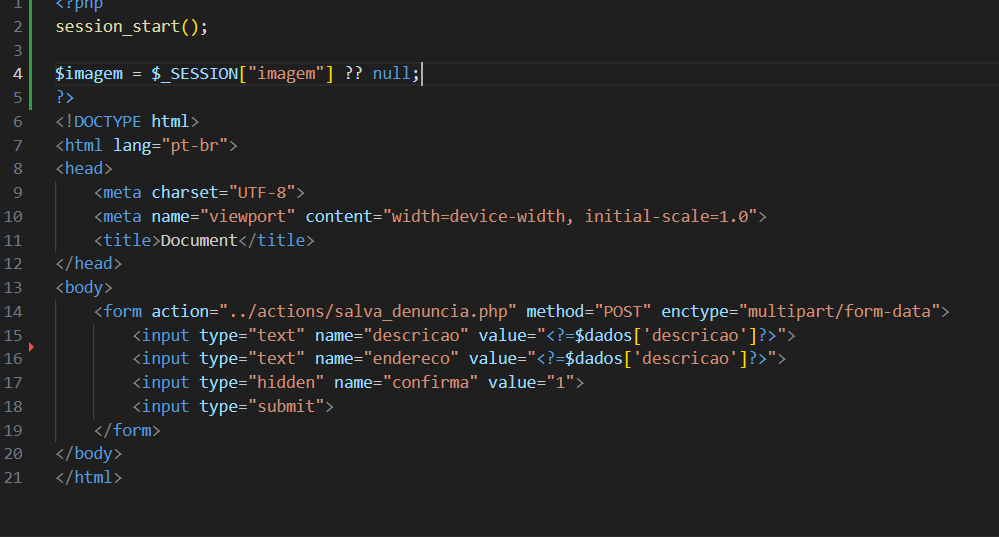 1 <?php
2 session_start();
3
4 $imagem = $_SESSION["imagem"] ?? null;
5 ?>
6 <!DOCTYPE html>
7 <html lang="pt-br">
8 <head>
9     <meta charset="UTF-8">
10     <meta name="viewport" content="width=device-width, initial-scale=1.0">
11     <title>Document</title>
12 </head>
13 <body>
14     <form action="../actions/salva_denuncia.php" method="POST" enctype="multipart/form-data">
15         <input type="text" name="descricao" value="<?=$dados['descricao']?>">
16         <input type="text" name="endereco" value="<?=$dados['descricao']?>">
17         <input type="hidden" name="confirma" value="1">
18         <input type="submit">
19     </form>
20 </body>
21 </html>